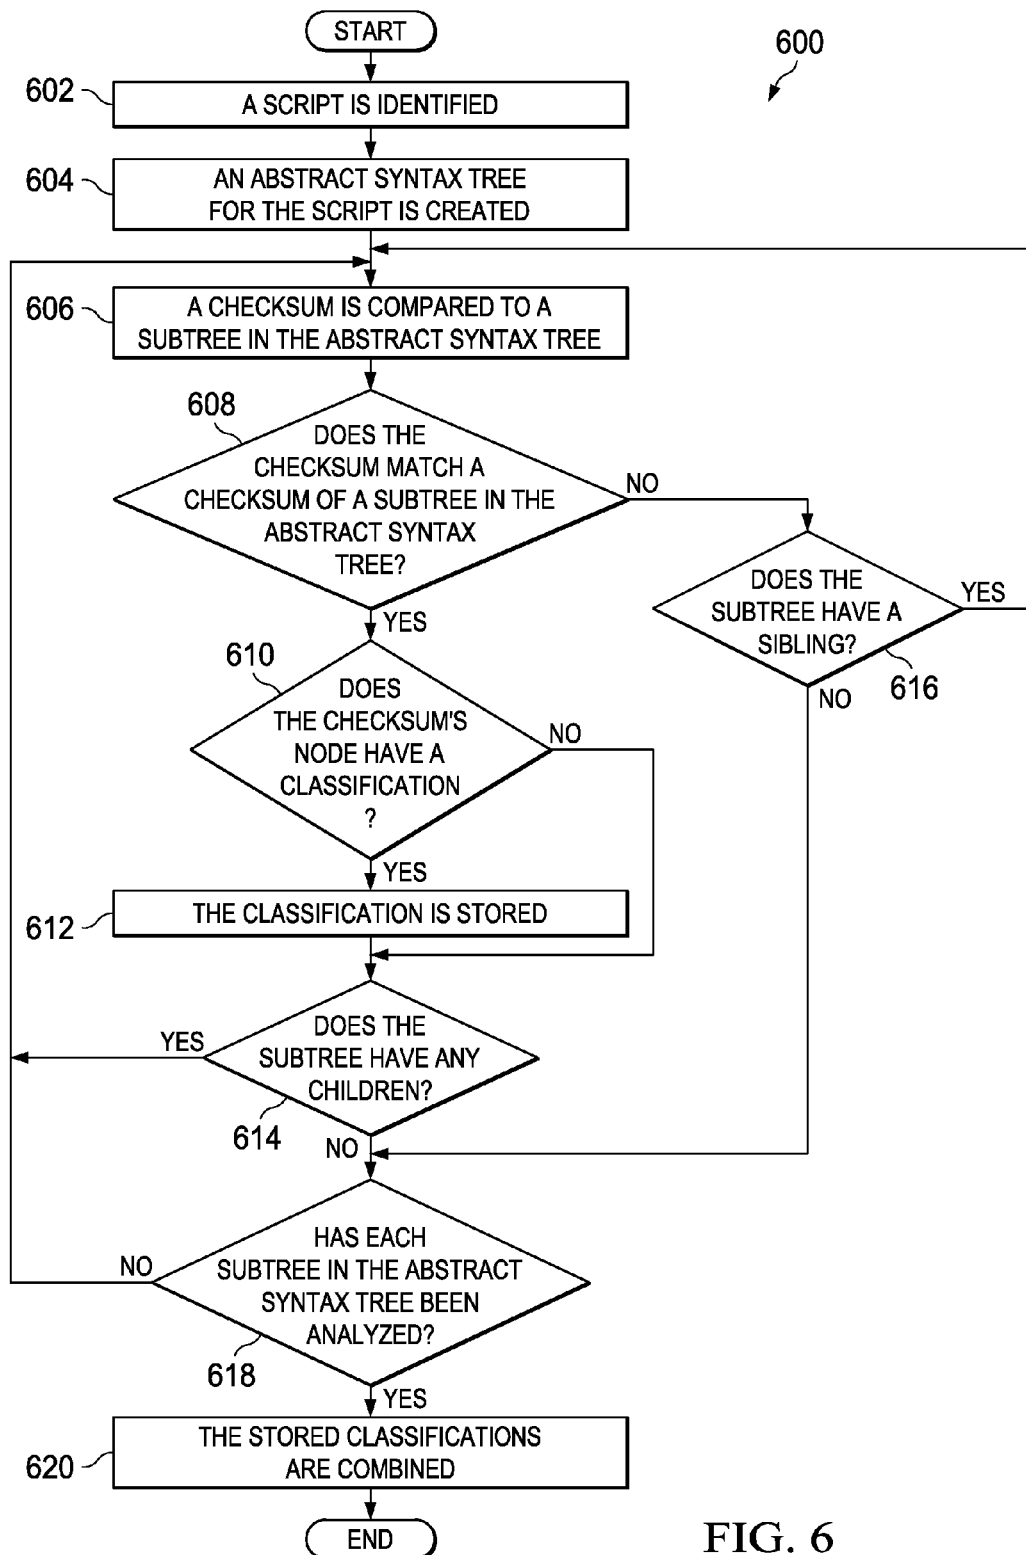 START
600
602
A SCRIPT IS IDENTIFIED
604
AN ABSTRACT SYNTAX TREE
FOR THE SCRIPT IS CREATED
606
A CHECKSUM IS COMPARED TO A
SUBTREE IN THE ABSTRACT SYNTAX TREE
608
DOES THE
CHECKSUM MATCH A
CHECKSUM OF A SUBTREE IN THE
ABSTRACT SYNTAX
TREE?
NO
YES
DOES THE
SUBTREE HAVE A
SIBLING?
YES
616
NO
610
DOES
THE CHECKSUM'S
NODE HAVE A
CLASSIFICATION
?
NO
YES
612
THE CLASSIFICATION IS STORED
DOES THE
SUBTREE HAVE ANY
CHILDREN?
YES
614
NO
HAS EACH
SUBTREE IN THE ABSTRACT
SYNTAX TREE BEEN
ANALYZED?
NO
618
YES
620
THE STORED CLASSIFICATIONS
ARE COMBINED
END
FIG. 6